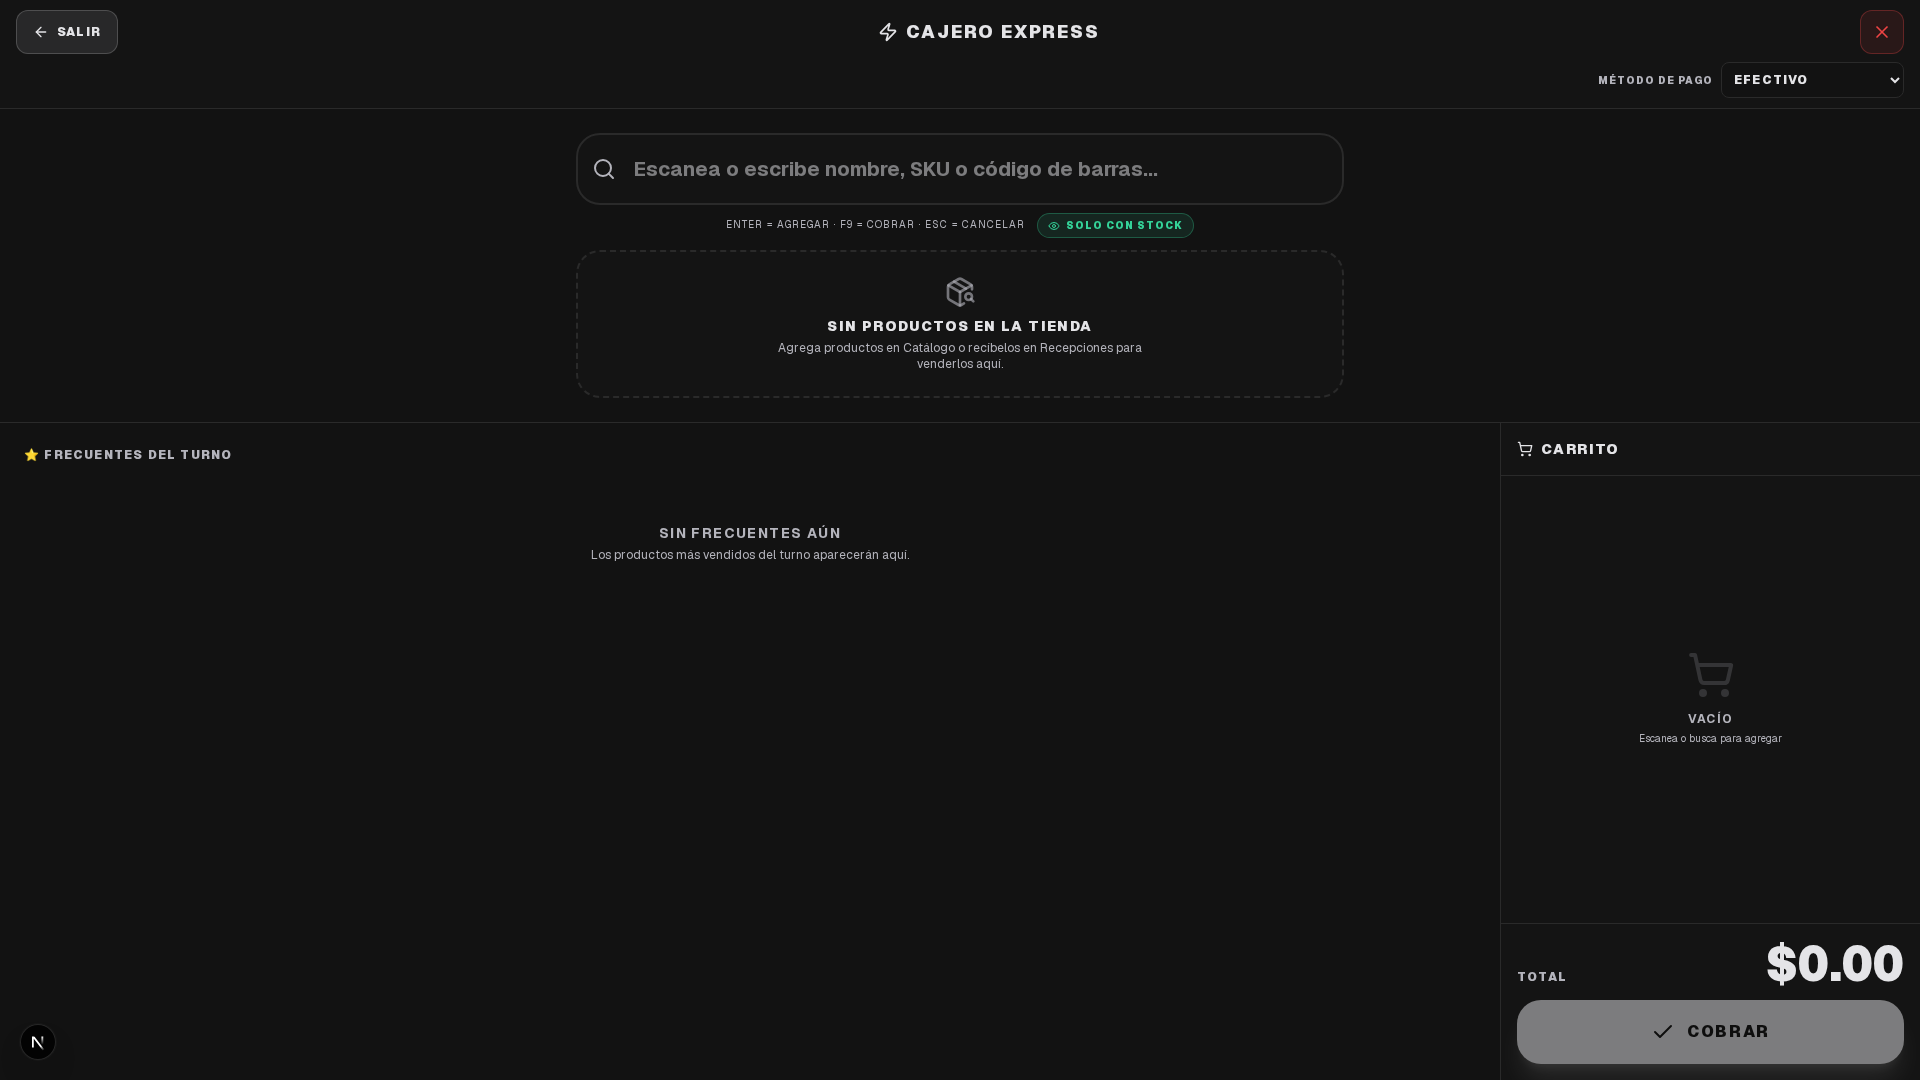 SALIR
CAJERO EXPRESS
MÉTODO DE PAGO
EFECTIVO
Escanea o escribe nombre, SKU o código de barras...
ENTER = AGREGAR · F9 = COBRAR · ESC = CANCELAR
SOLO CON STOCK
SIN PRODUCTOS EN LA TIENDA
Agrega productos en Catálogo o recíbelos en Recepciones para
venderlos aquí.
⭐ FRECUENTES DEL TURNO
SIN FRECUENTES AÚN
Los productos más vendidos del turno aparecerán aquí.
CARRITO
VACÍO
Escanea o busca para agregar
TOTAL
$0.00
COBRAR
N